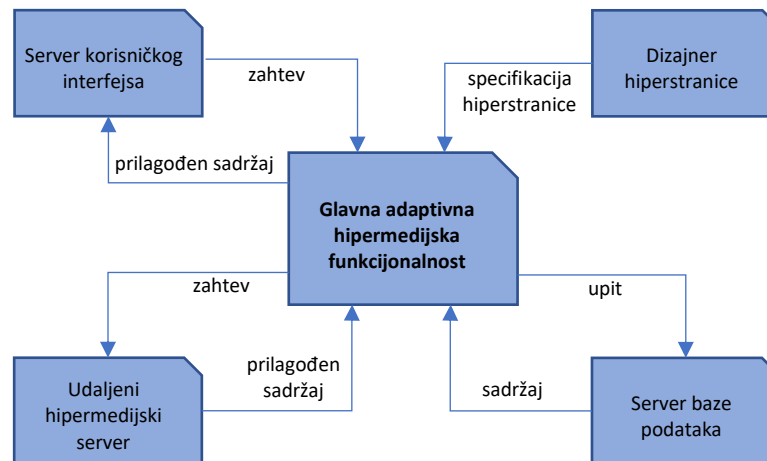 Server korisničkog
interfejsa
zahtev
specifikacija
hiperstranice
Dizajner
hiperstranice
prilagođen sadržaj
Glavna adaptivna
hipermedijska
funkcijonalnost
zahtev
upit
prilagođen
sadržaj
sadržaj
Udaljeni
hipermedijski
server
Server baze
podataka